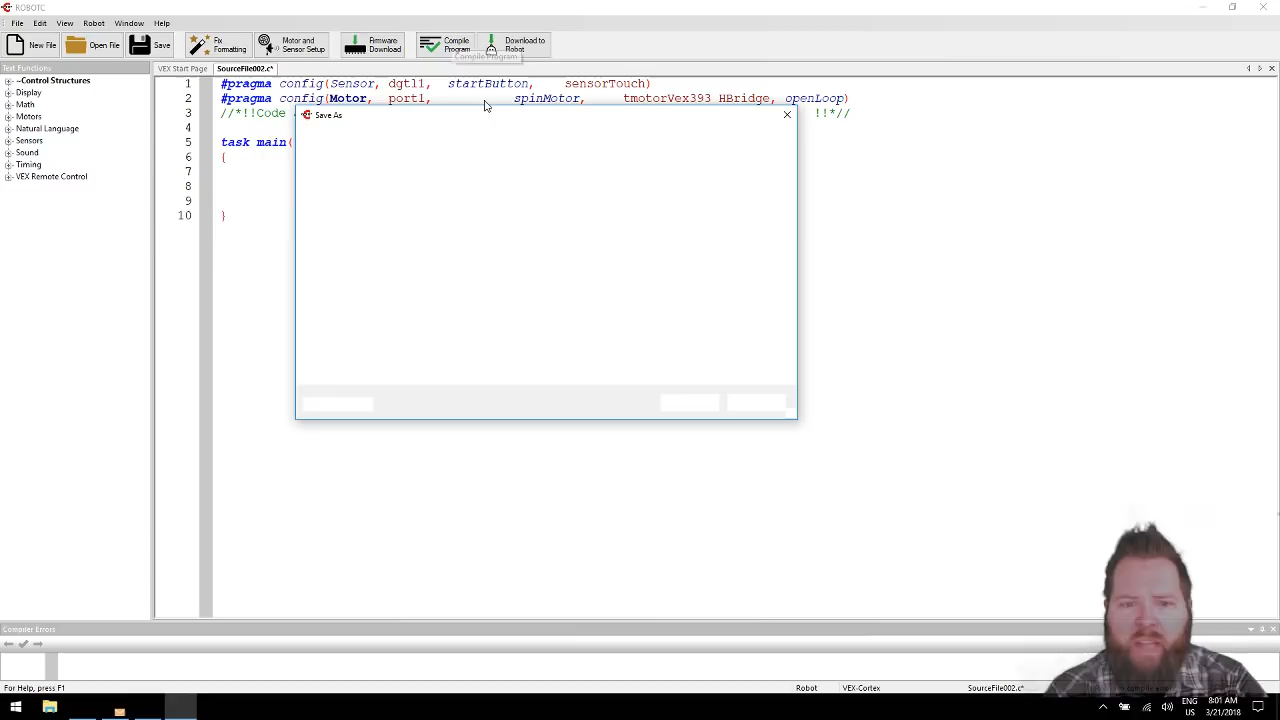 ROBOTC
File Edit View Robot Window Help
New File Open File Save Fix Formatting Motor and Sensor Setup Firmware Download Compile Program Download to Robot
Compile Program
Text Functions
VEX Start Page SourceFile002.c*
~Control Structures
Display
Math
Motors
Natural Language
Sensors
Sound
Timing
VEX Remote Control
1 #pragma config(Sensor, dgtl1, startButton, sensorTouch)
2 #pragma config(Motor, port1, spinMotor, tmotorVex393_HBridge, openLoop)
3 //*!!Code !!*//
4
5 task main(
6 {
7
8
9
10 }
Save As
Compiler Errors
For Help, press F1
Robot VEX-Cortex SourceFile002.c*
ENG 8:01 AM
US 3/21/2018